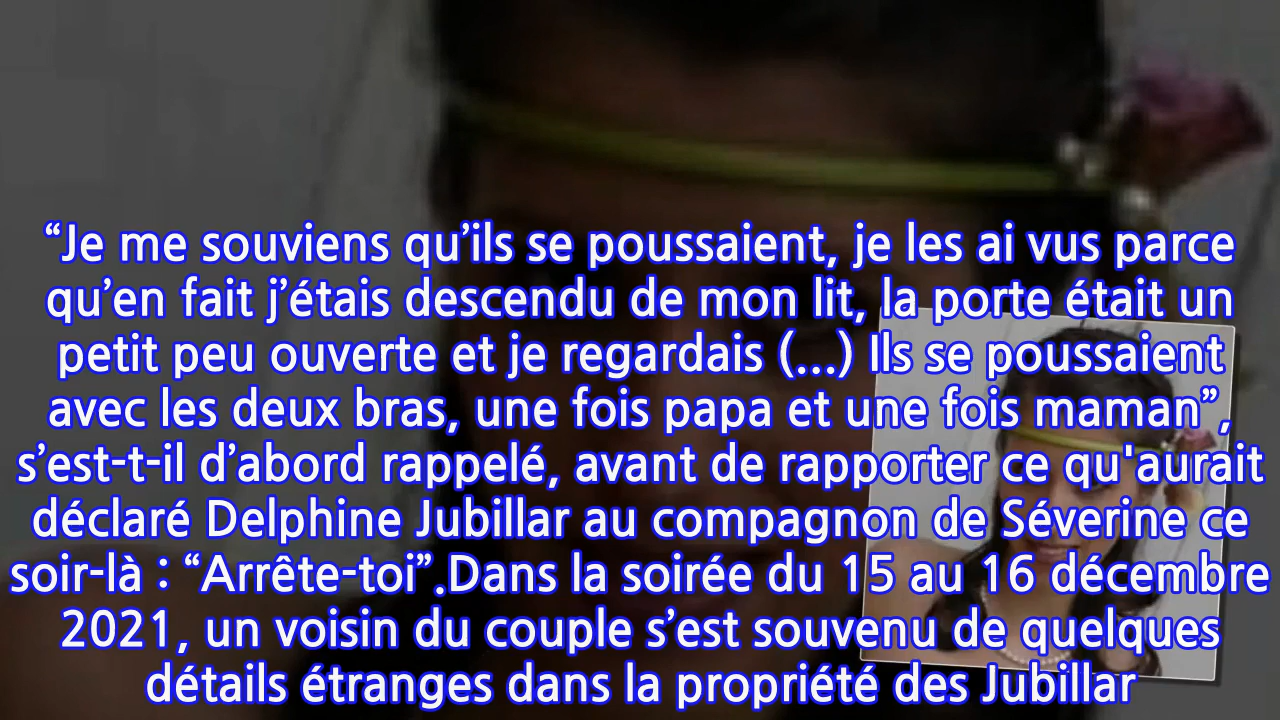 “Je me souviens qu’ils se poussaient, je les ai vus parce
qu’en fait j’étais descendu de mon lit, la porte était un
petit peu ouverte et je regardais (...) Ils se poussaient
avec les deux bras, une fois papa et une fois maman”,
s’est-t-il d’abord rappelé, avant de rapporter ce qu'aurait
déclaré Delphine Jubillar au compagnon de Séverine ce
soir-là : “Arrête-toi”.Dans la soirée du 15 au 16 décembre
2021, un voisin du couple s’est souvenu de quelques
détails étranges dans la propriété des Jubillar